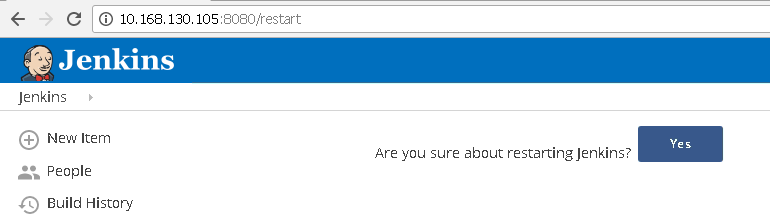 10.168.130.105:8080/restart
Jenkins
Jenkins
New Item
Are you sure about restarting Jenkins? Yes
People
Build History